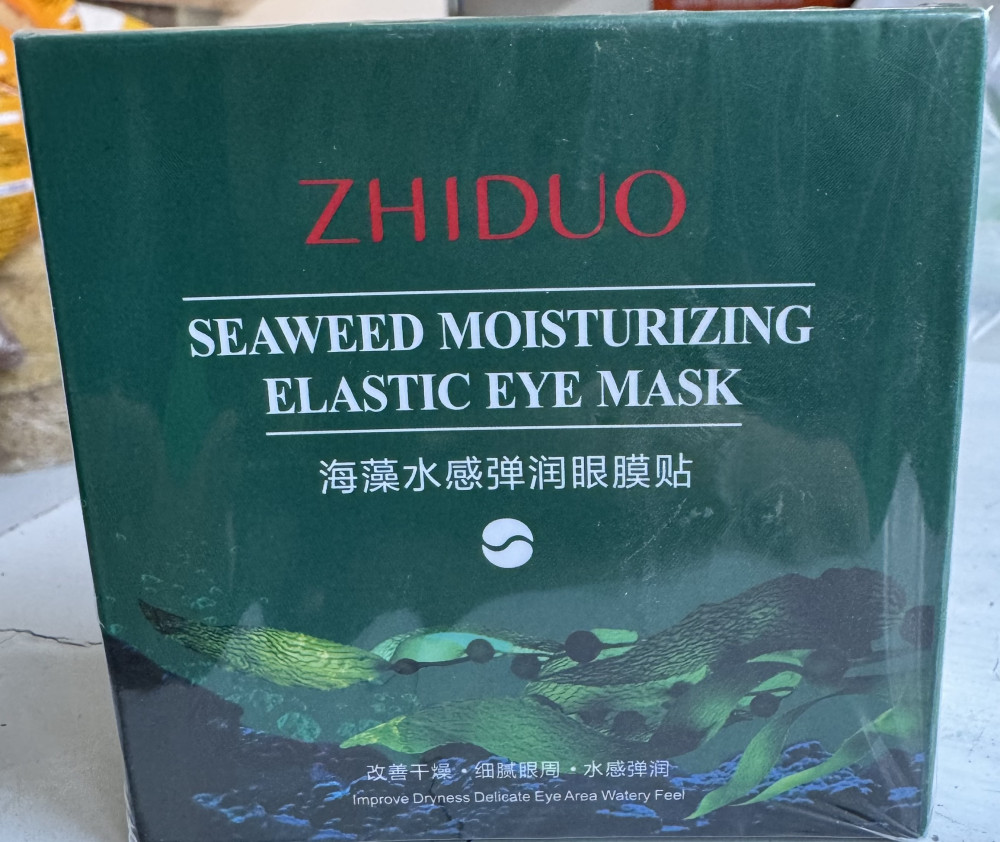 ZHIDUO
SEAWEED MOISTURIZING
ELASTIC EYE MASK
海藻水感弹润眼膜贴
改善干燥・细腻眼周・水感弹润
Improve Dryness Delicate Eye Area Watery Feel